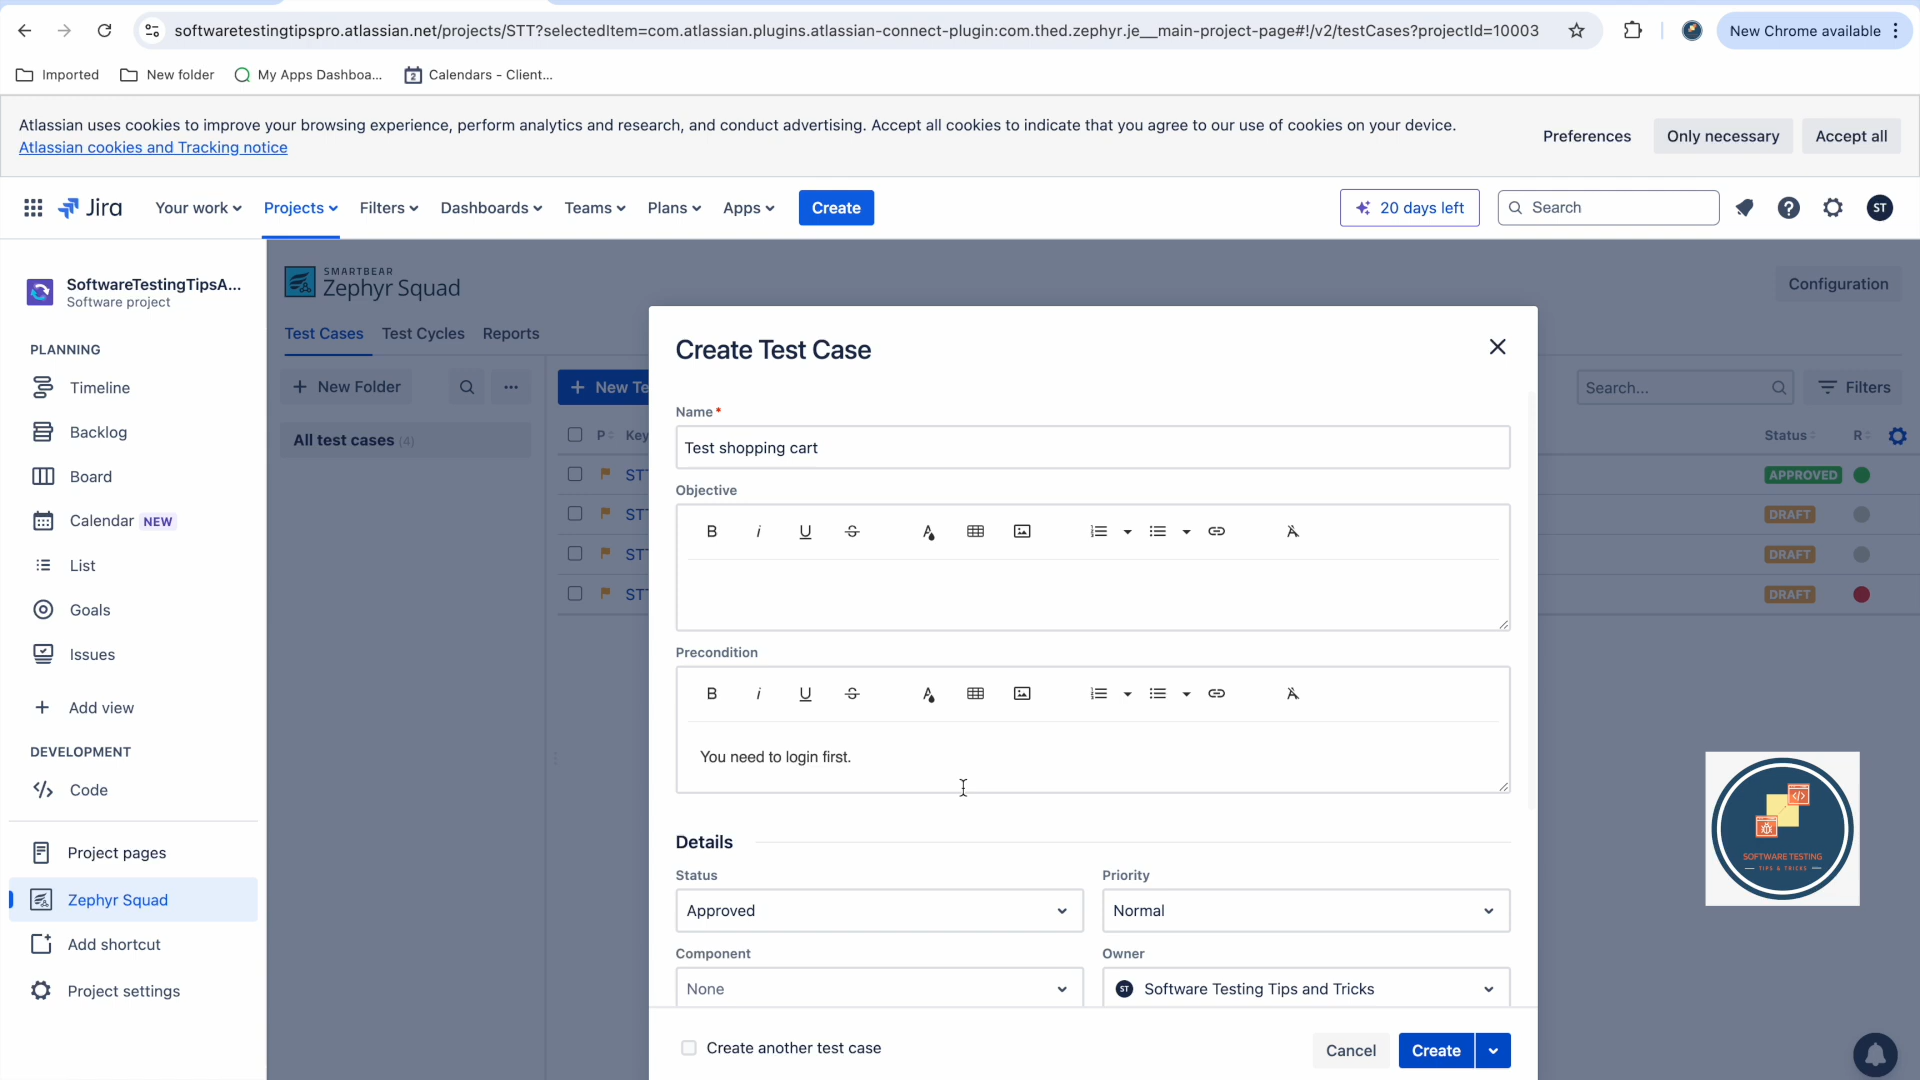 softwaretestingtipspro.atlassian.net/projects/STT?selectedItem=com.atlassian.plugins.atlassian-connect-plugin:com.thed.zephyr.je__main-project-page#!/v2/testCases?projectId=10003
New Chrome available
Imported
New folder
My Apps Dashboa...
2
Calendars - Client...
Atlassian uses cookies to improve your browsing experience, perform analytics and research, and conduct advertising. Accept all cookies to indicate that you agree to our use of cookies on your device.
Atlassian cookies and Tracking notice
Preferences
Only necessary
Accept all
Jira
Your work
Projects
Filters
Dashboards
Teams
Plans
Apps
Create
20 days left
Search
ST
SoftwareTestingTipsA...
Software project
PLANNING
Timeline
Backlog
Board
Calendar NEW
List
Goals
Issues
Add view
DEVELOPMENT
Code
Project pages
Zephyr Squad
Add shortcut
Project settings
SMARTBEAR
Zephyr Squad
Configuration
Test Cases
Test Cycles
Reports
+ New Folder
...
All test cases (4)
+ New Te
Search...
Filters
P
Key
Status
R
ST
APPROVED
ST
DRAFT
ST
DRAFT
ST
DRAFT
Create Test Case
Name*
Test shopping cart
Objective
B i U S
Precondition
B i U S
You need to login first.
Details
Status
Approved
Priority
Normal
Component
None
Owner
ST Software Testing Tips and Tricks
Create another test case
Cancel
Create
SOFTWARE TESTING
TIPS & TRICKS